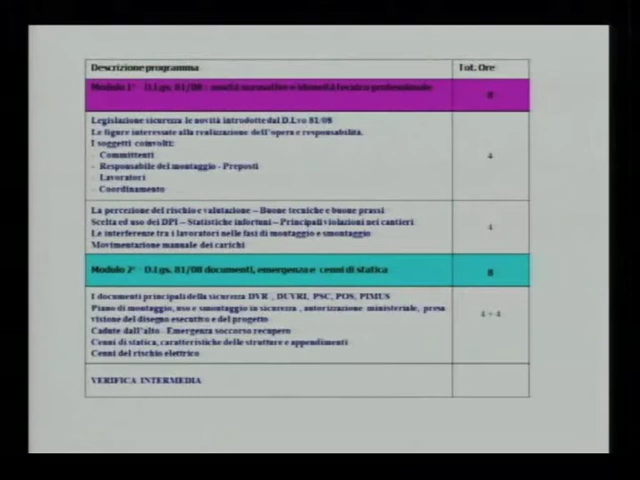 Descrizione programma Tot. Ore
Modulo 1° D.lgs. 81/08 : novità normative e idoneità tecnico professionale 8
Legislazione sicurezza le novità introdotte dal D.Lvo 81/08
Le figure interessate alla realizzazione dell'opera e responsabilità.
I soggetti coinvolti:
- Committenti
- Responsabile del montaggio - Preposti 4
- Lavoratori
- Coordinamento
La percezione del rischio e valutazione – Buone tecniche e buone prassi
Scelta ed uso dei DPI – Statistiche infortuni – Principali violazioni nei cantieri
Le interferenze tra i lavoratori nelle fasi di montaggio e smontaggio 4
Movimentazione manuale dei carichi
Modulo 2° D.lgs. 81/08 documenti, emergenza e cenni di statica 8
I documenti principali della sicurezza DVR , DUVRI, PSC, POS, PIMUS
Piano di montaggio, uso e smontaggio in sicurezza , autorizzazione ministeriale, presa
visione del disegno esecutivo e del progetto 4 + 4
Cadute dall'alto - Emergenza soccorso recupero
Cenni di statica, caratteristiche delle strutture e appendimenti
Cenni del rischio elettrico
VERIFICA INTERMEDIA